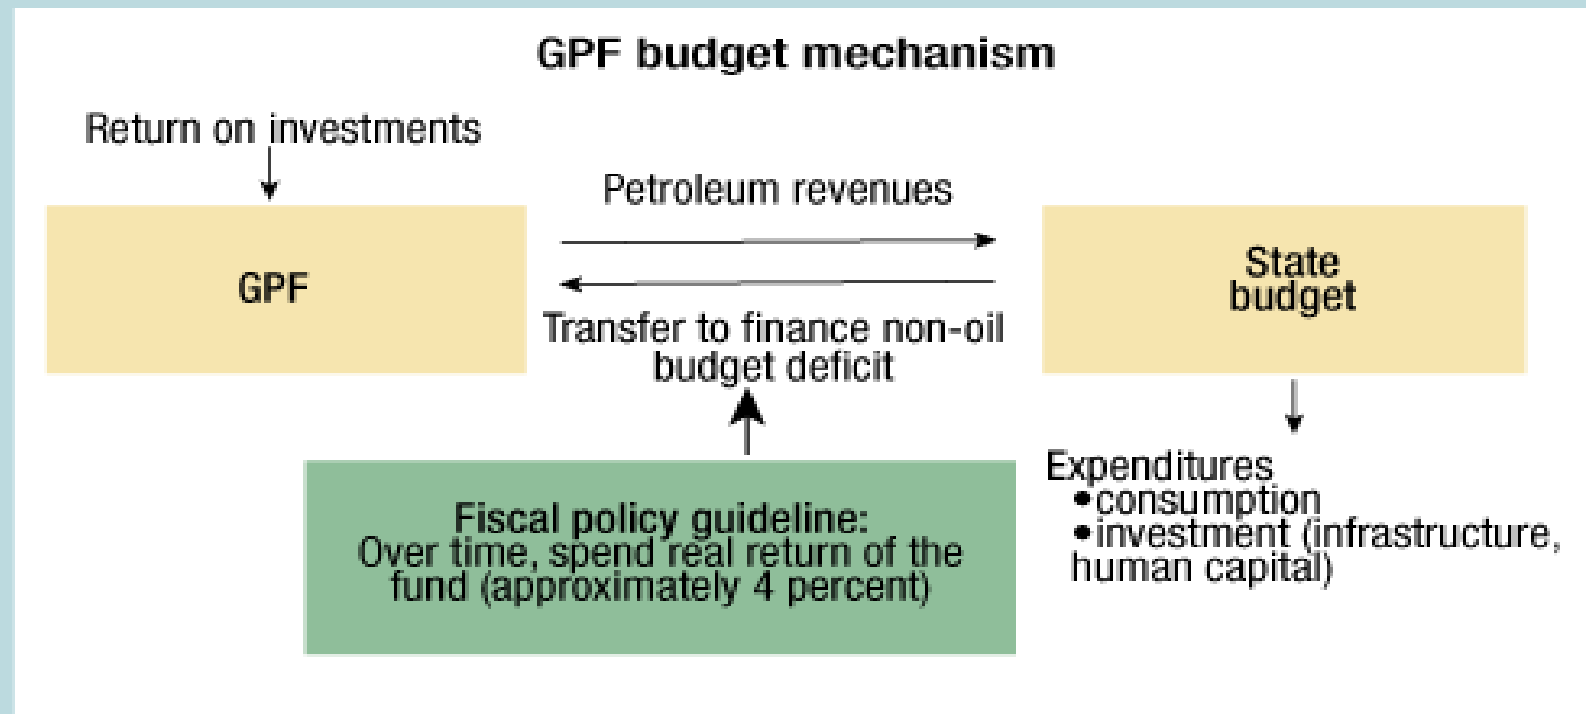 GPF budget mechanism
Return on investments
Petroleum revenues
GPF
State
budget
Transfer to finance non-oil
budget deficit
Expenditures
•consumption
•investment (infrastructure,
human capital)
Fiscal policy guideline:
Over time, spend real return of the
fund (approximately 4 percent)